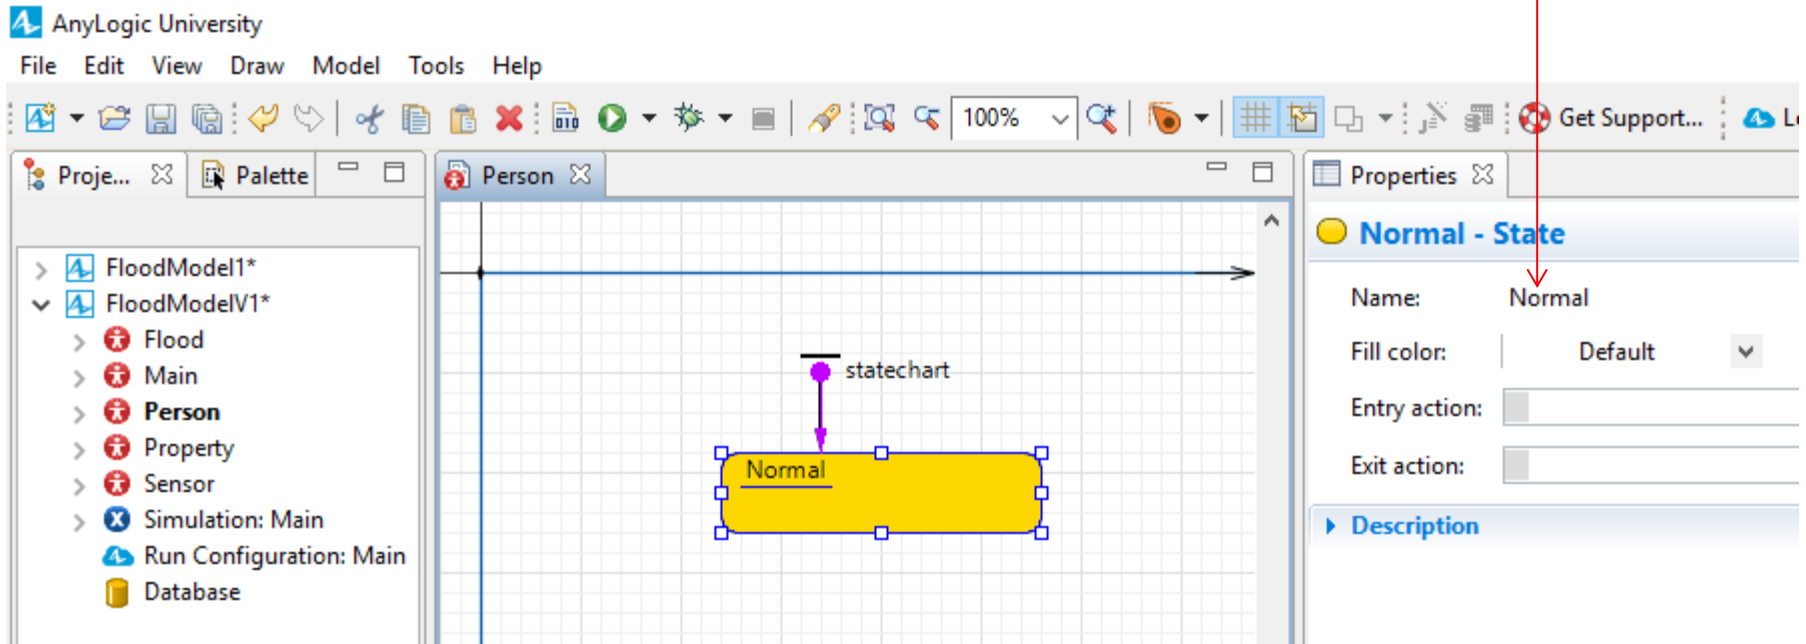 AnyLogic University
File Edit View Draw Model Tools Help
100% Get Support...
Proje... Palette
Person
Properties
FloodModel1*
FloodModelV1*
Flood
Main
Person
Property
Sensor
Simulation: Main
Run Configuration: Main
Database
statechart
Normal
Normal - State
Name: Normal
Fill color: Default
Entry action:
Exit action:
Description